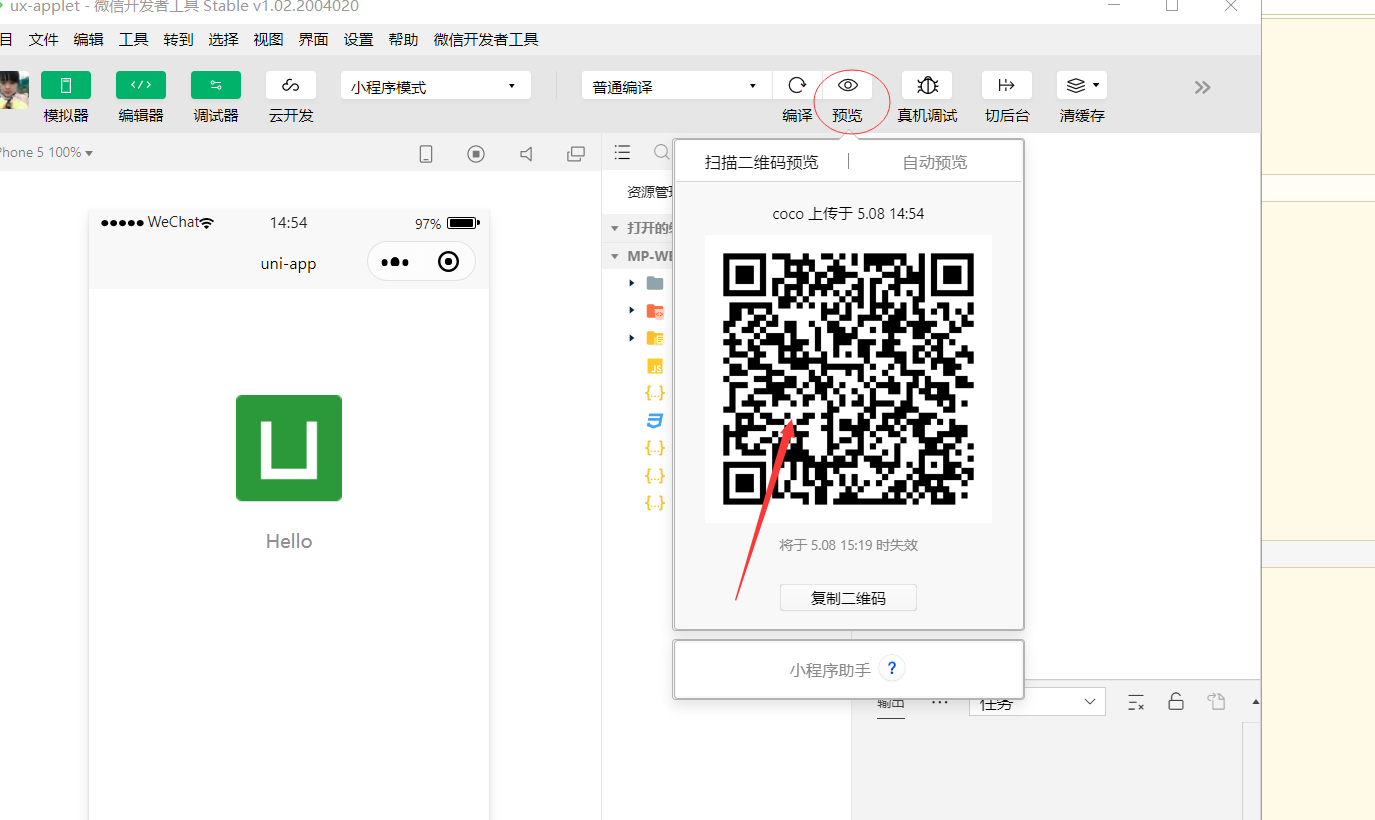 ux-applet - 微信开发者工具 Stable v1.02.2004020
目 文件 编辑 工具 转到 选择 视图 界面 设置 帮助 微信开发者工具
小程序模式 普通编译
模拟器 编辑器 调试器 云开发 编译 预览 真机调试 切后台 清缓存
hone 5 100%
扫描二维码预览 自动预览
资源管
coco 上传于 5.08 14:54
WeChat 14:54 97%
打开的
uni-app
MP-WE
JS
{..}
{..}
{..}
{..}
Hello
将于 5.08 15:19 时失效
复制二维码
小程序助手 ?
输出 ··· 任务